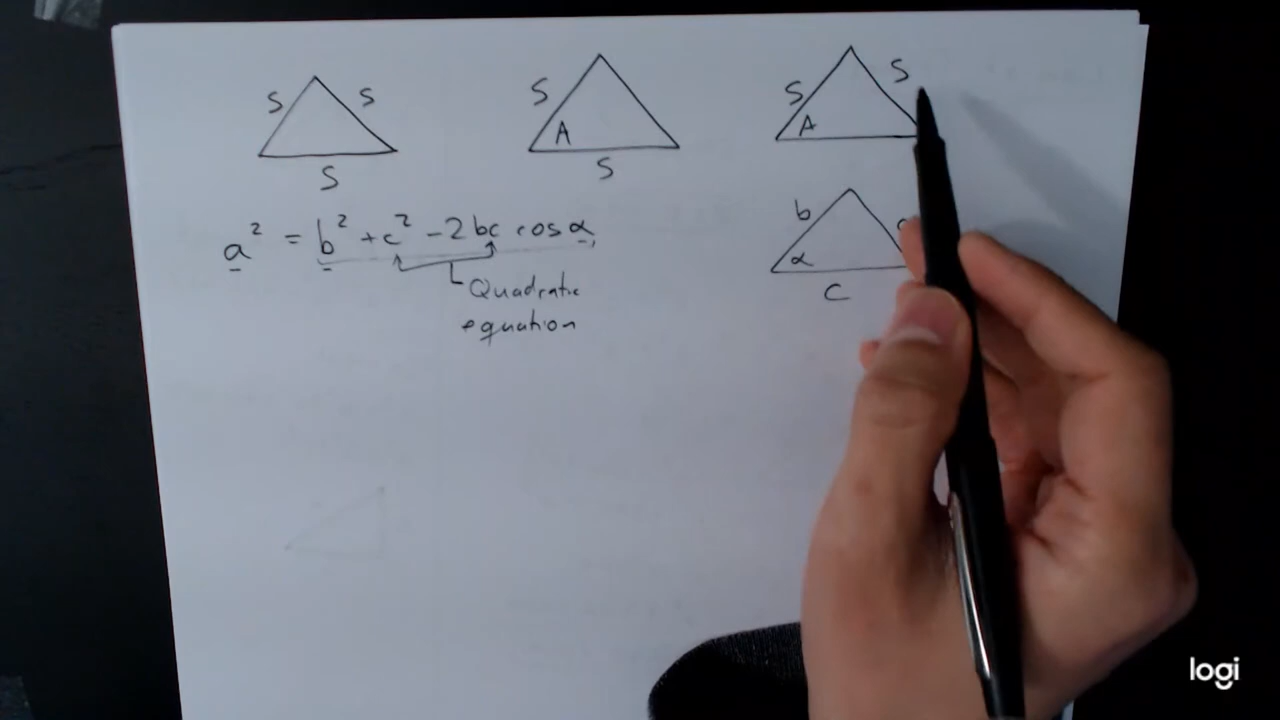 S S S
S A S
S A S
a² = b² + c² - 2bc cos α
b α c
Quadratic
equation
logi